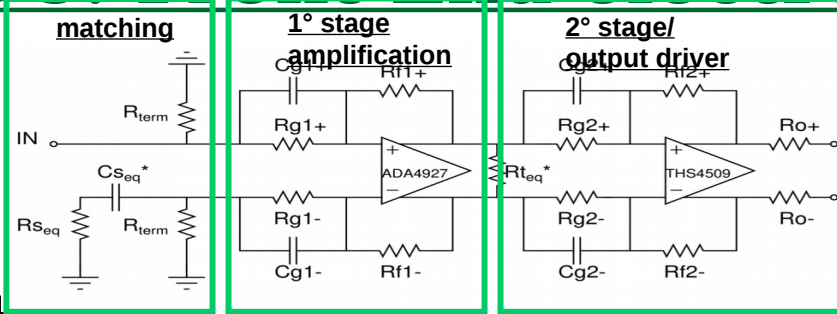 matching
1° stage
amplification
2° stage/
output driver
Cg1+
Rf1+
Cg2+
Rf2+
Rterm
Rg1+
Rg2+
Ro+
IN
Cseq*
ADA4927
Rteq*
THS4509
Rseq
Rterm
Rg1-
Rg2-
Ro-
Cg1-
Rf1-
Cg2-
Rf2-